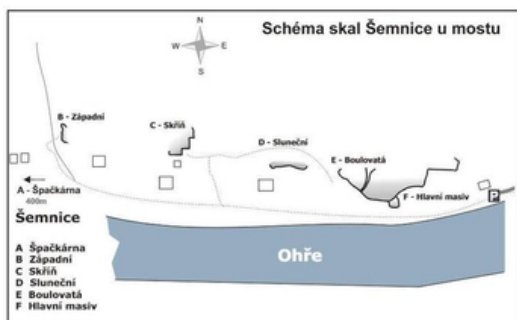 Schéma skal Šemnice u mostu
N
W E
S
B - Západní
C - Skříň
D - Sluneční
E - Boulovatá
F - Hlavní masiv
A - Špačkárna
400m
P
Šemnice
A Špačkárna
B Západní
C Skříň
D Sluneční
E Boulovatá
F Hlavní masiv
Ohře